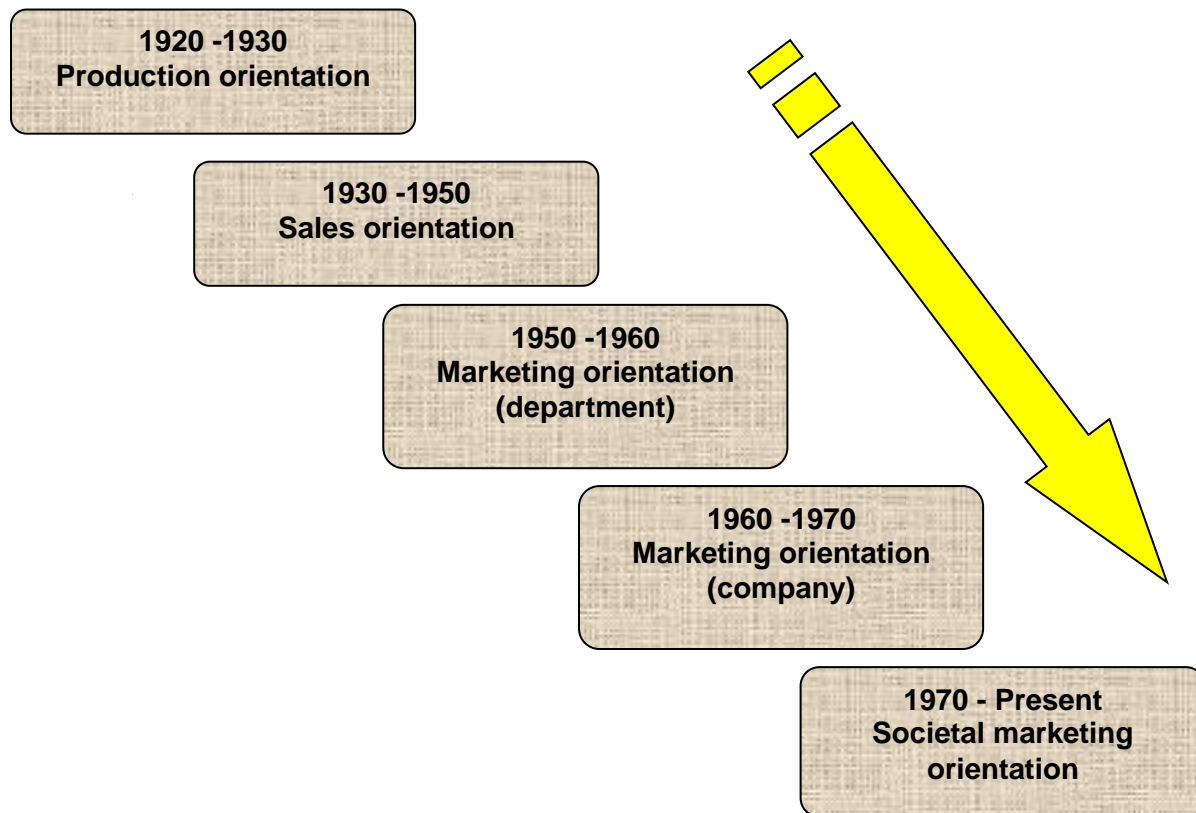 1920 -1930
Production orientation
1930 -1950
Sales orientation
1950 -1960
Marketing orientation
(department)
1960 -1970
Marketing orientation
(company)
1970 - Present
Societal marketing
orientation